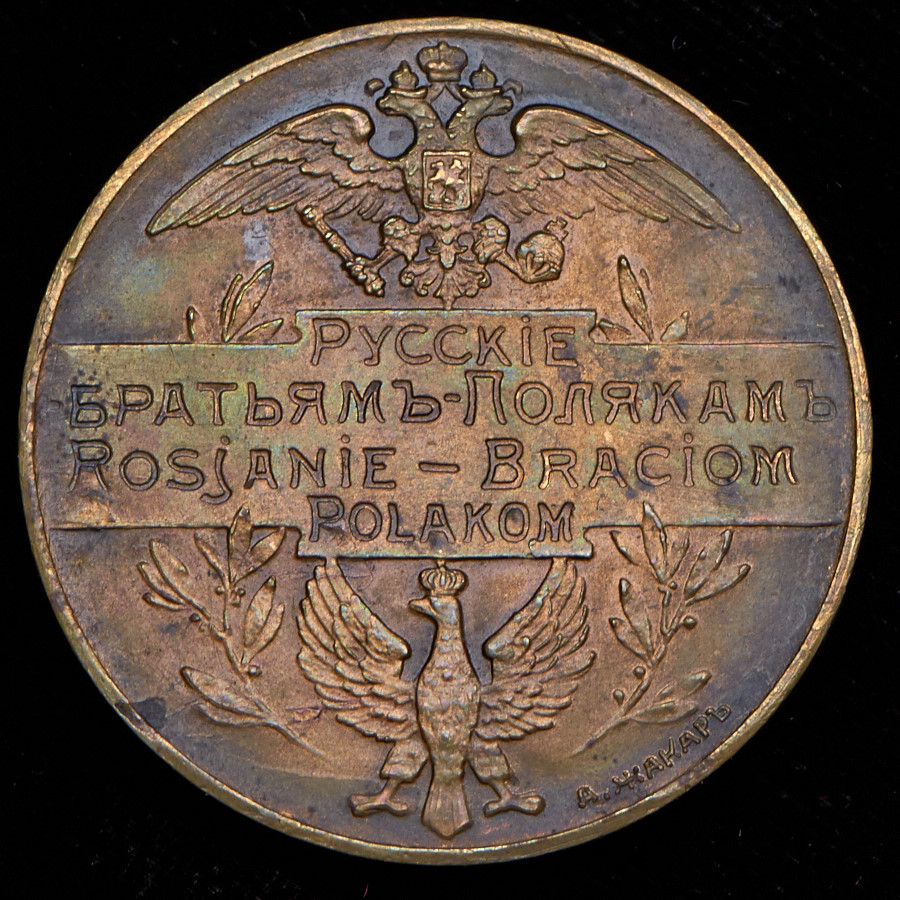 Русскіе
Братьямъ-Полякамъ
Rosjanie - Braciom
Polakom
А. ЖАКАРЪ